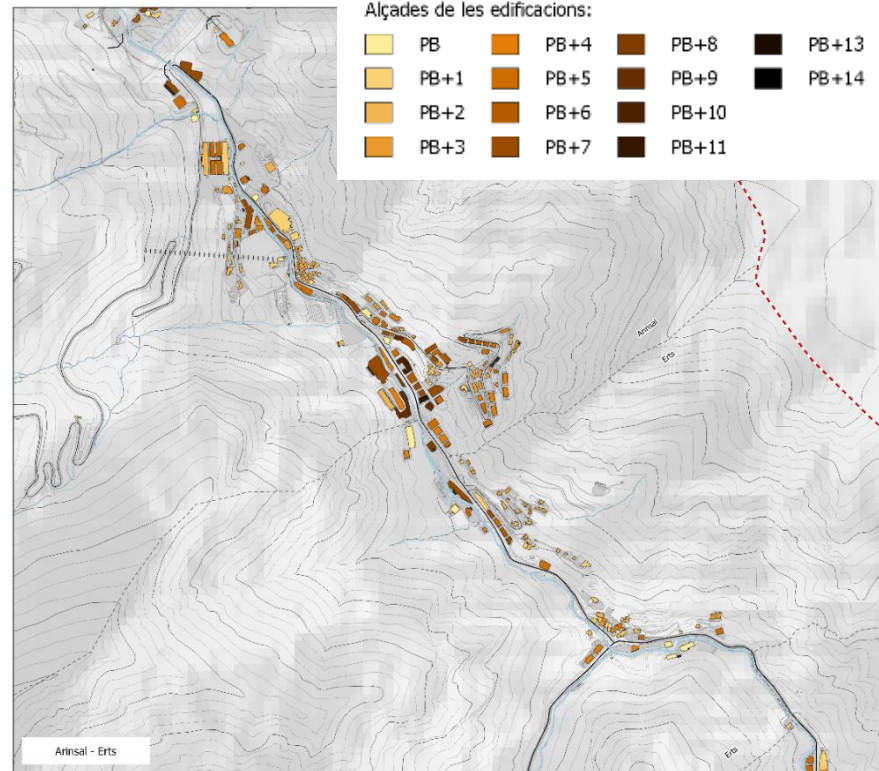 Alçades de les edificacions:
PB
PB+1
PB+2
PB+3
PB+4
PB+5
PB+6
PB+7
PB+8
PB+9
PB+10
PB+11
PB+13
PB+14
Arinsal
Erts
Erts
Arinsal - Erts